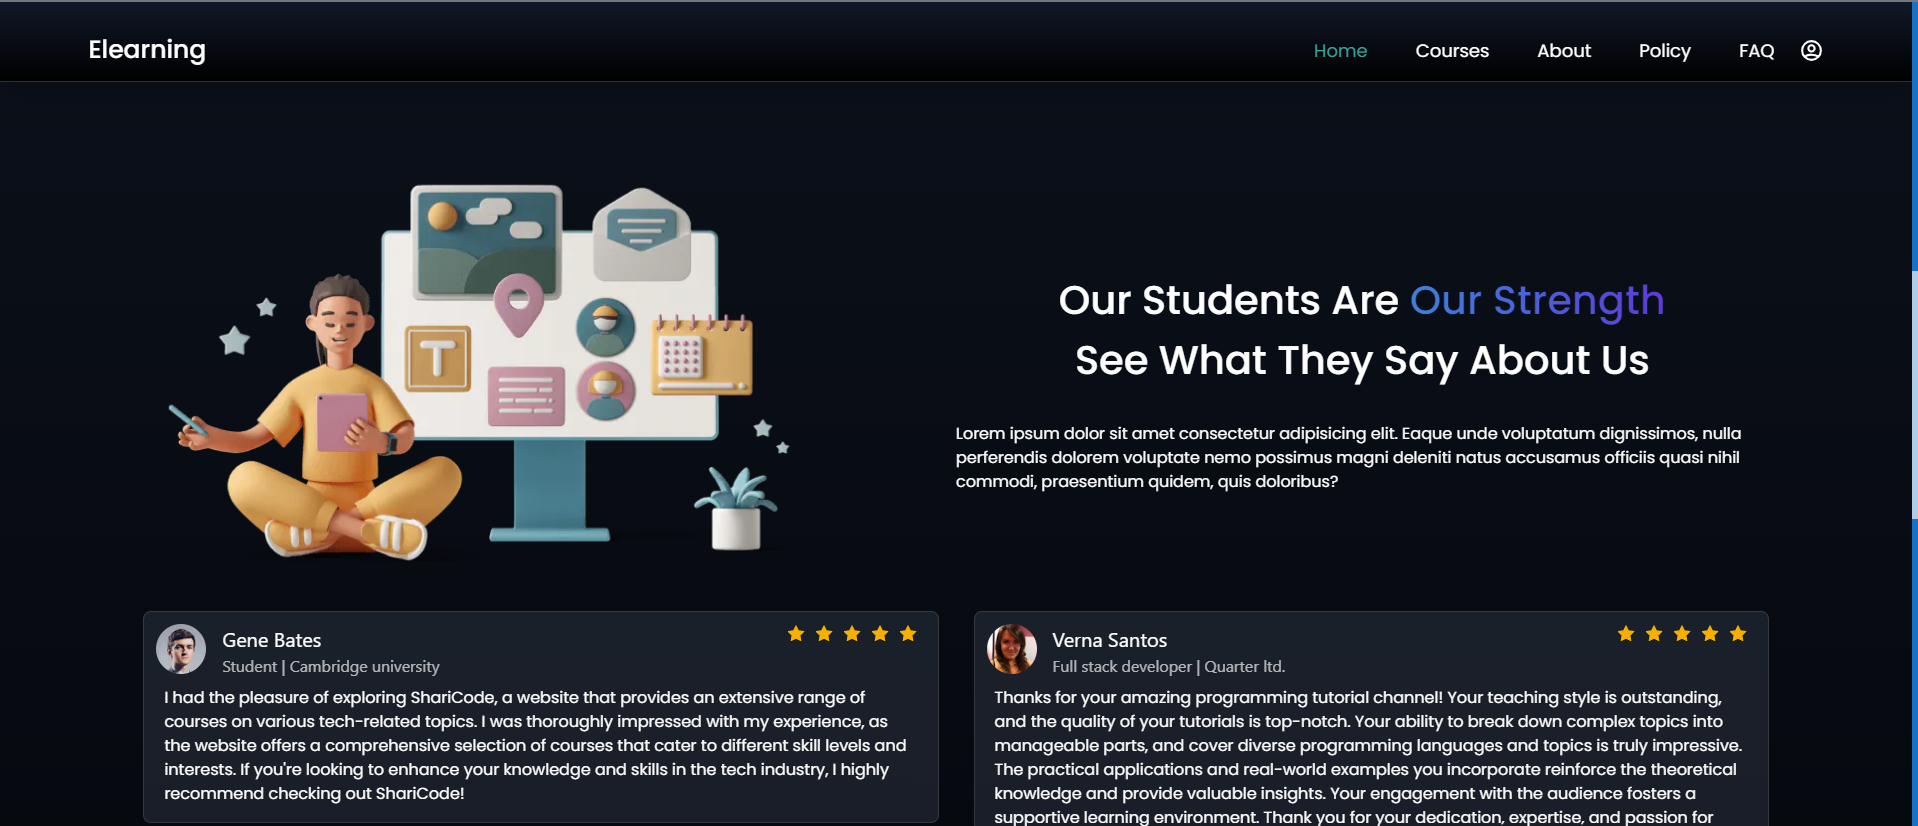 Elearning
Home Courses About Policy FAQ
T
Our Students Are Our Strength
See What They Say About Us
Lorem ipsum dolor sit amet consectetur adipisicing elit. Eaque unde voluptatum dignissimos, nulla
perferendis dolorem voluptate nemo possimus magni deleniti natus accusamus officiis quasi nihil
commodi, praesentium quidem, quis doloribus?
Gene Bates
Student | Cambridge university
I had the pleasure of exploring ShariCode, a website that provides an extensive range of
courses on various tech-related topics. I was thoroughly impressed with my experience, as
the website offers a comprehensive selection of courses that cater to different skill levels and
interests. If you're looking to enhance your knowledge and skills in the tech industry, I highly
recommend checking out ShariCode!
Verna Santos
Full stack developer | Quarter ltd.
Thanks for your amazing programming tutorial channel! Your teaching style is outstanding,
and the quality of your tutorials is top-notch. Your ability to break down complex topics into
manageable parts, and cover diverse programming languages and topics is truly impressive.
The practical applications and real-world examples you incorporate reinforce the theoretical
knowledge and provide valuable insights. Your engagement with the audience fosters a
supportive learning environment. Thank you for your dedication, expertise, and passion for